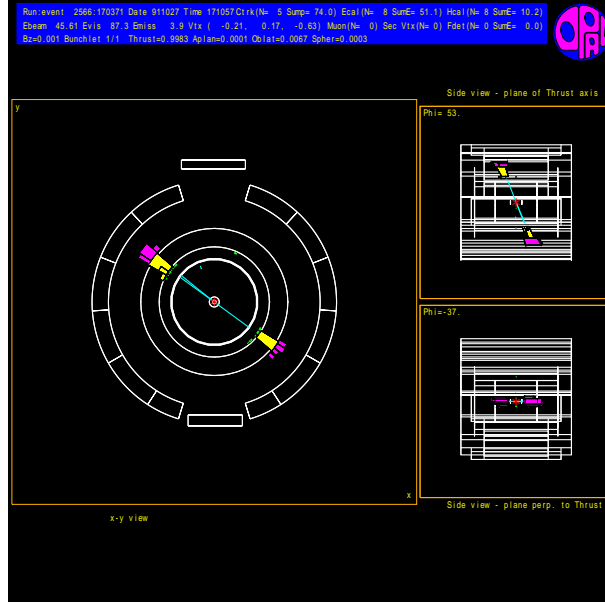 Run:event 2566:170371 Date 911027 Time 171057 Ctrk(N= 5 Sump= 74.0) Ecal(N= 8 SumE= 51.1) Hcal(N= 8 SumE= 10.2)
Ebeam 45.61 Evis 87.3 Emiss 3.9 Vtx ( -0.21, 0.17, -0.63) Muon(N= 0) Sec Vtx(N= 0) Fdet(N= 0 SumE= 0.0)
Bz=0.001 Bunchlet 1/1 Thrust=0.9983 Aplan=0.0001 Oblat=0.0067 Spher=0.0003
OPAL
Side view - plane of Thrust axis
y
Phi= 53.
Phi=-37.
x
Side view - plane perp. to Thrust
x-y view